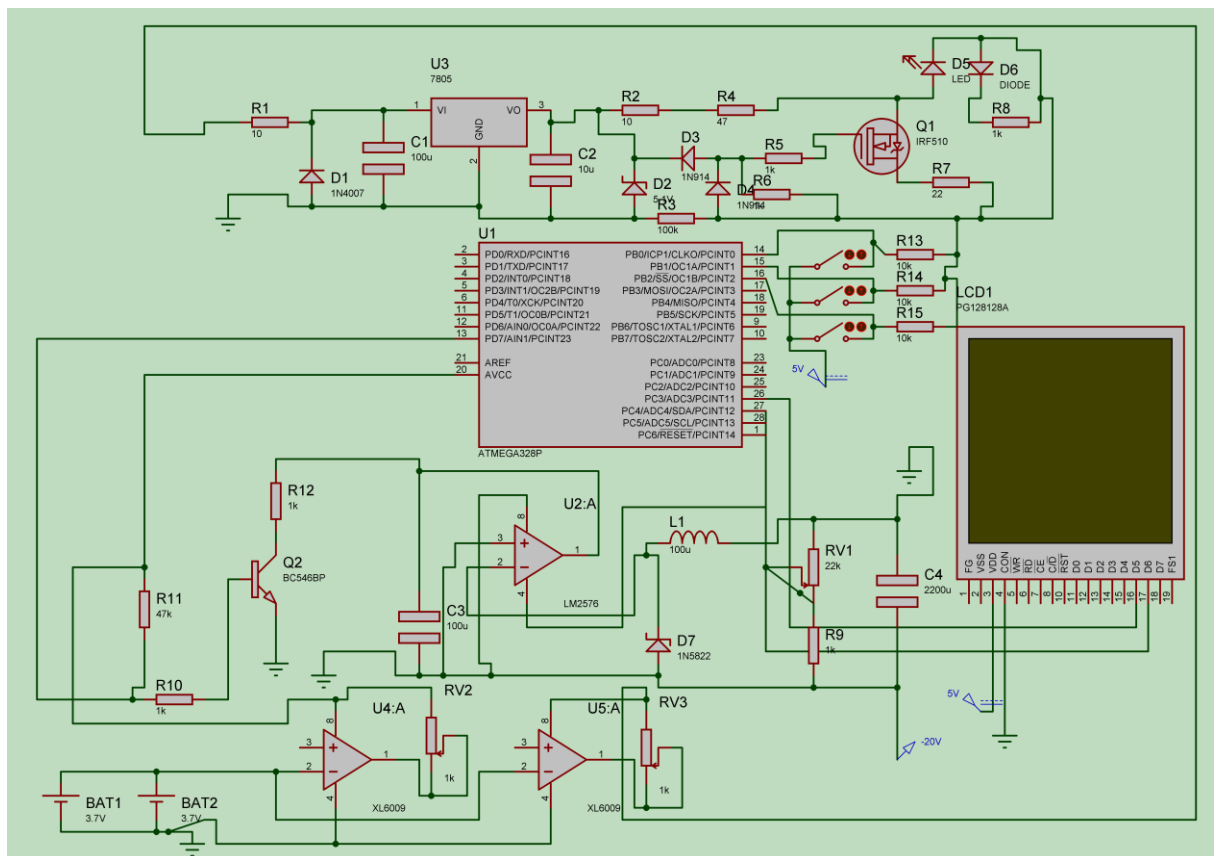 U3
7805
R1
10
1
VI
VO
3
GND
2
C1
100u
C2
10u
D1
1N4007
R2
10
R4
47
D5
LED
D6
DIODE
R8
1k
Q1
IRF510
D3
1N914
R5
1k
D2
5.1V
D4
1N914
R6
R7
22
R3
100k
U1
2 PD0/RXD/PCINT16
3 PD1/TXD/PCINT17
4 PD2/INT0/PCINT18
5 PD3/INT1/OC2B/PCINT19
6 PD4/T0/XCK/PCINT20
11 PD5/T1/OC0B/PCINT21
12 PD6/AIN0/OC0A/PCINT22
13 PD7/AIN1/PCINT23
21 AREF
20 AVCC
PB0/ICP1/CLKO/PCINT0 14
PB1/OC1A/PCINT1 15
PB2/SS/OC1B/PCINT2 16
PB3/MOSI/OC2A/PCINT3 17
PB4/MISO/PCINT4 18
PB5/SCK/PCINT5 19
PB6/TOSC1/XTAL1/PCINT6 9
PB7/TOSC2/XTAL2/PCINT7 10
PC0/ADC0/PCINT8 23
PC1/ADC1/PCINT9 24
PC2/ADC2/PCINT10 25
PC3/ADC3/PCINT11 26
PC4/ADC4/SDA/PCINT12 27
PC5/ADC5/SCL/PCINT13 28
PC6/RESET/PCINT14 1
ATMEGA328P
R13
10k
R14
10k
R15
10k
5V
LCD1
PG128128A
FG
VSS
VDD
CON
WR
RD
CE
C/D
RST
D0
D1
D2
D3
D4
D5
D6
D7
FS1
1
2
3
4
5
6
7
8
10
11
12
13
14
15
16
17
18
19
R12
1k
Q2
BC546BP
R11
47k
R10
1k
C3
100u
U2:A
3
2
8
1
4
LM2576
L1
100u
D7
1N5822
RV1
22k
R9
1k
C4
2200u
5V
-20V
RV2
1k
U4:A
3
2
8
1
4
XL6009
U5:A
3
2
8
1
4
XL6009
RV3
1k
BAT1
3.7V
BAT2
3.7V